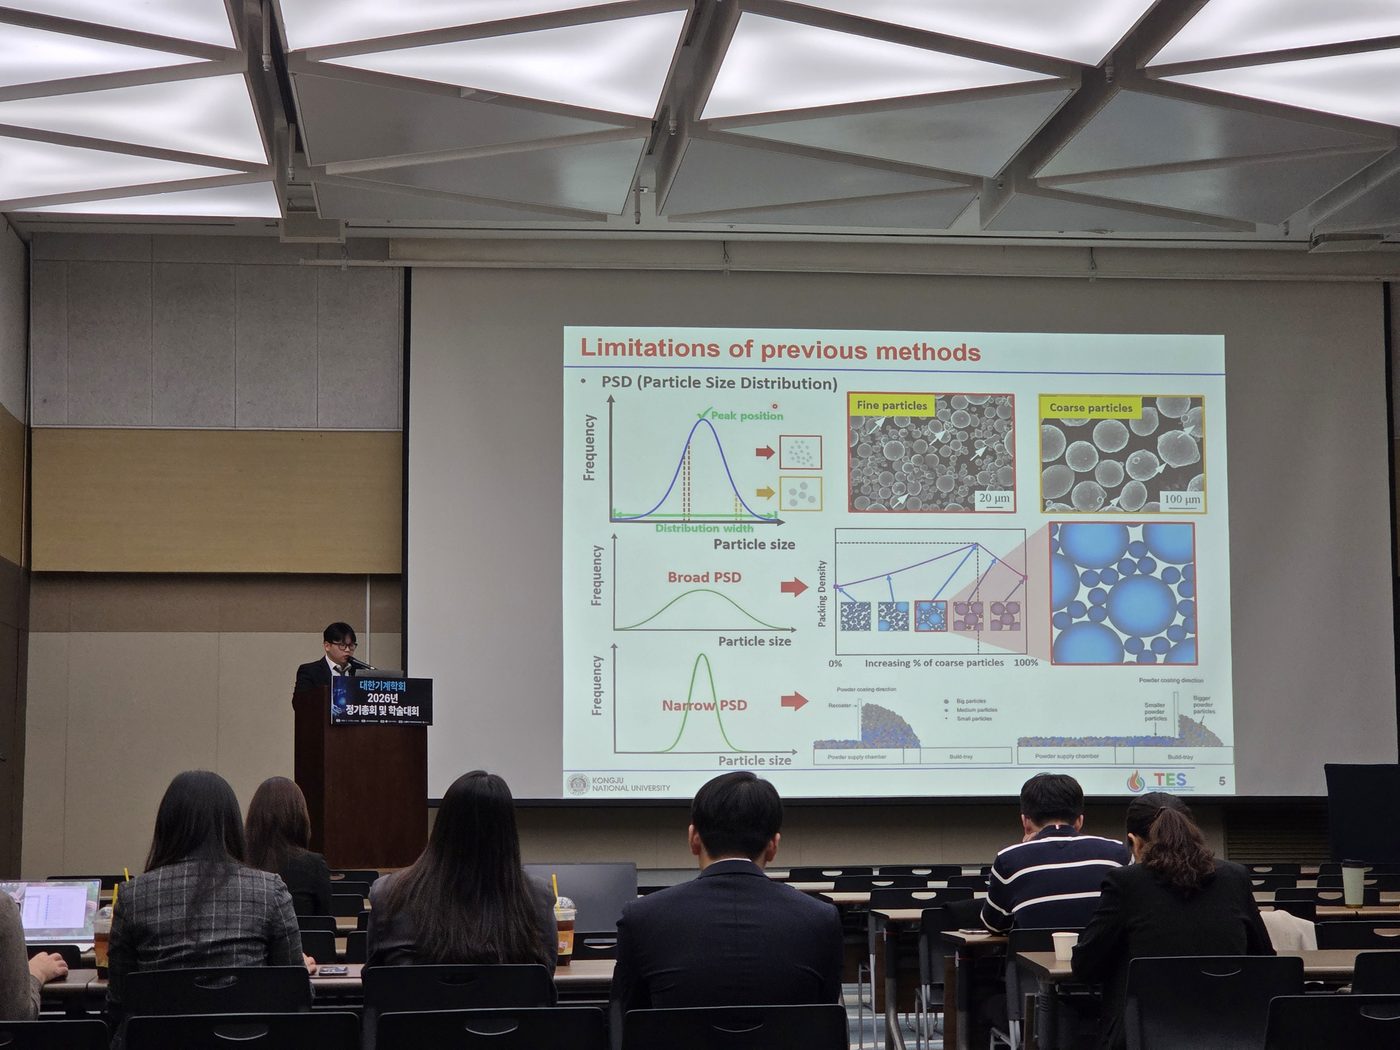 Limitations of previous methods
• PSD (Particle Size Distribution)
Frequency
Peak position
Distribution width
Particle size
Fine particles
20 μm
Coarse particles
100 μm
Frequency
Broad PSD
Particle size
Packing Density
0%
Increasing % of coarse particles
100%
Frequency
Narrow PSD
Particle size
Powder coating direction
Recoater
Big particles
Medium particles
Small particles
Powder supply chamber
Build-tray
Powder coating direction
Smaller
powder
particles
Bigger
powder
particles
Powder supply chamber
Build-tray
KONGJU
NATIONAL UNIVERSITY
TES
5
대한기계학회
2026년
정기총회 및 학술대회